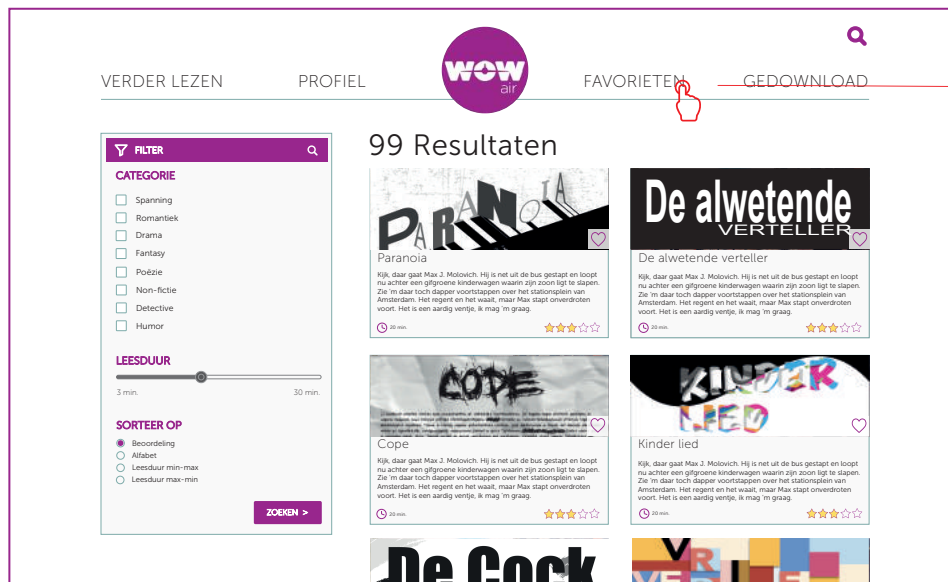 VERDER LEZEN
PROFIEL
WOW
air
FAVORIETEN
GEDOWNLOAD
FILTER
CATEGORIE
Spanning
Romantiek
Drama
Fantasy
Poëzie
Non-fictie
Detective
Humor
LEESDUUR
3 min.
30 min.
SORTEER OP
Beoordeling
Alfabet
Leesduur min-max
Leesduur max-min
ZOEKEN >
99 Resultaten
PARANOIA
Paranoia
Kijk, daar gaat Max J. Molovich. Hij is net uit de bus gestapt en loopt
nu achter een gifgroene kinderwagen waarin zijn zoon ligt te slapen.
Zie 'm daar toch dapper voortstappen over het stationsplein van
Amsterdam. Het regent en het waait, maar Max stapt onverdroten
voort. Het is een aardig ventje, ik mag 'm graag.
20 min.
De alwetende
VERTELLER
De alwetende verteller
Kijk, daar gaat Max J. Molovich. Hij is net uit de bus gestapt en loopt
nu achter een gifgroene kinderwagen waarin zijn zoon ligt te slapen.
Zie 'm daar toch dapper voortstappen over het stationsplein van
Amsterdam. Het regent en het waait, maar Max stapt onverdroten
voort. Het is een aardig ventje, ik mag 'm graag.
20 min.
COPE
Cope
Kijk, daar gaat Max J. Molovich. Hij is net uit de bus gestapt en loopt
nu achter een gifgroene kinderwagen waarin zijn zoon ligt te slapen.
Zie 'm daar toch dapper voortstappen over het stationsplein van
Amsterdam. Het regent en het waait, maar Max stapt onverdroten
voort. Het is een aardig ventje, ik mag 'm graag.
20 min.
KINDER
LIED
Kinder lied
Kijk, daar gaat Max J. Molovich. Hij is net uit de bus gestapt en loopt
nu achter een gifgroene kinderwagen waarin zijn zoon ligt te slapen.
Zie 'm daar toch dapper voortstappen over het stationsplein van
Amsterdam. Het regent en het waait, maar Max stapt onverdroten
voort. Het is een aardig ventje, ik mag 'm graag.
20 min.
De Cock